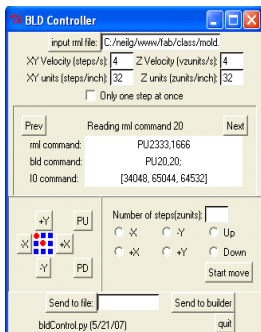 BLD Controller
input rml file: C:/neilg/www/fab/class/mold.
XY Velocity (steps/s): 4 Z Velocity (vzunits/s): 4
XY units (steps/inch): 32 Z units (zunits/inch): 32
Only one step at once
Prev Reading rml command 20 Next
rml command: PU2333,1666
bld command: PU20,20;
I0 command: [34048, 65044, 64532]
+Y PU Number of steps(zunits):
-X +X -X -Y Up
+X +Y Down
-Y PD Start move
Send to file: Send to builder
bldControl.py (5/21/07) quit